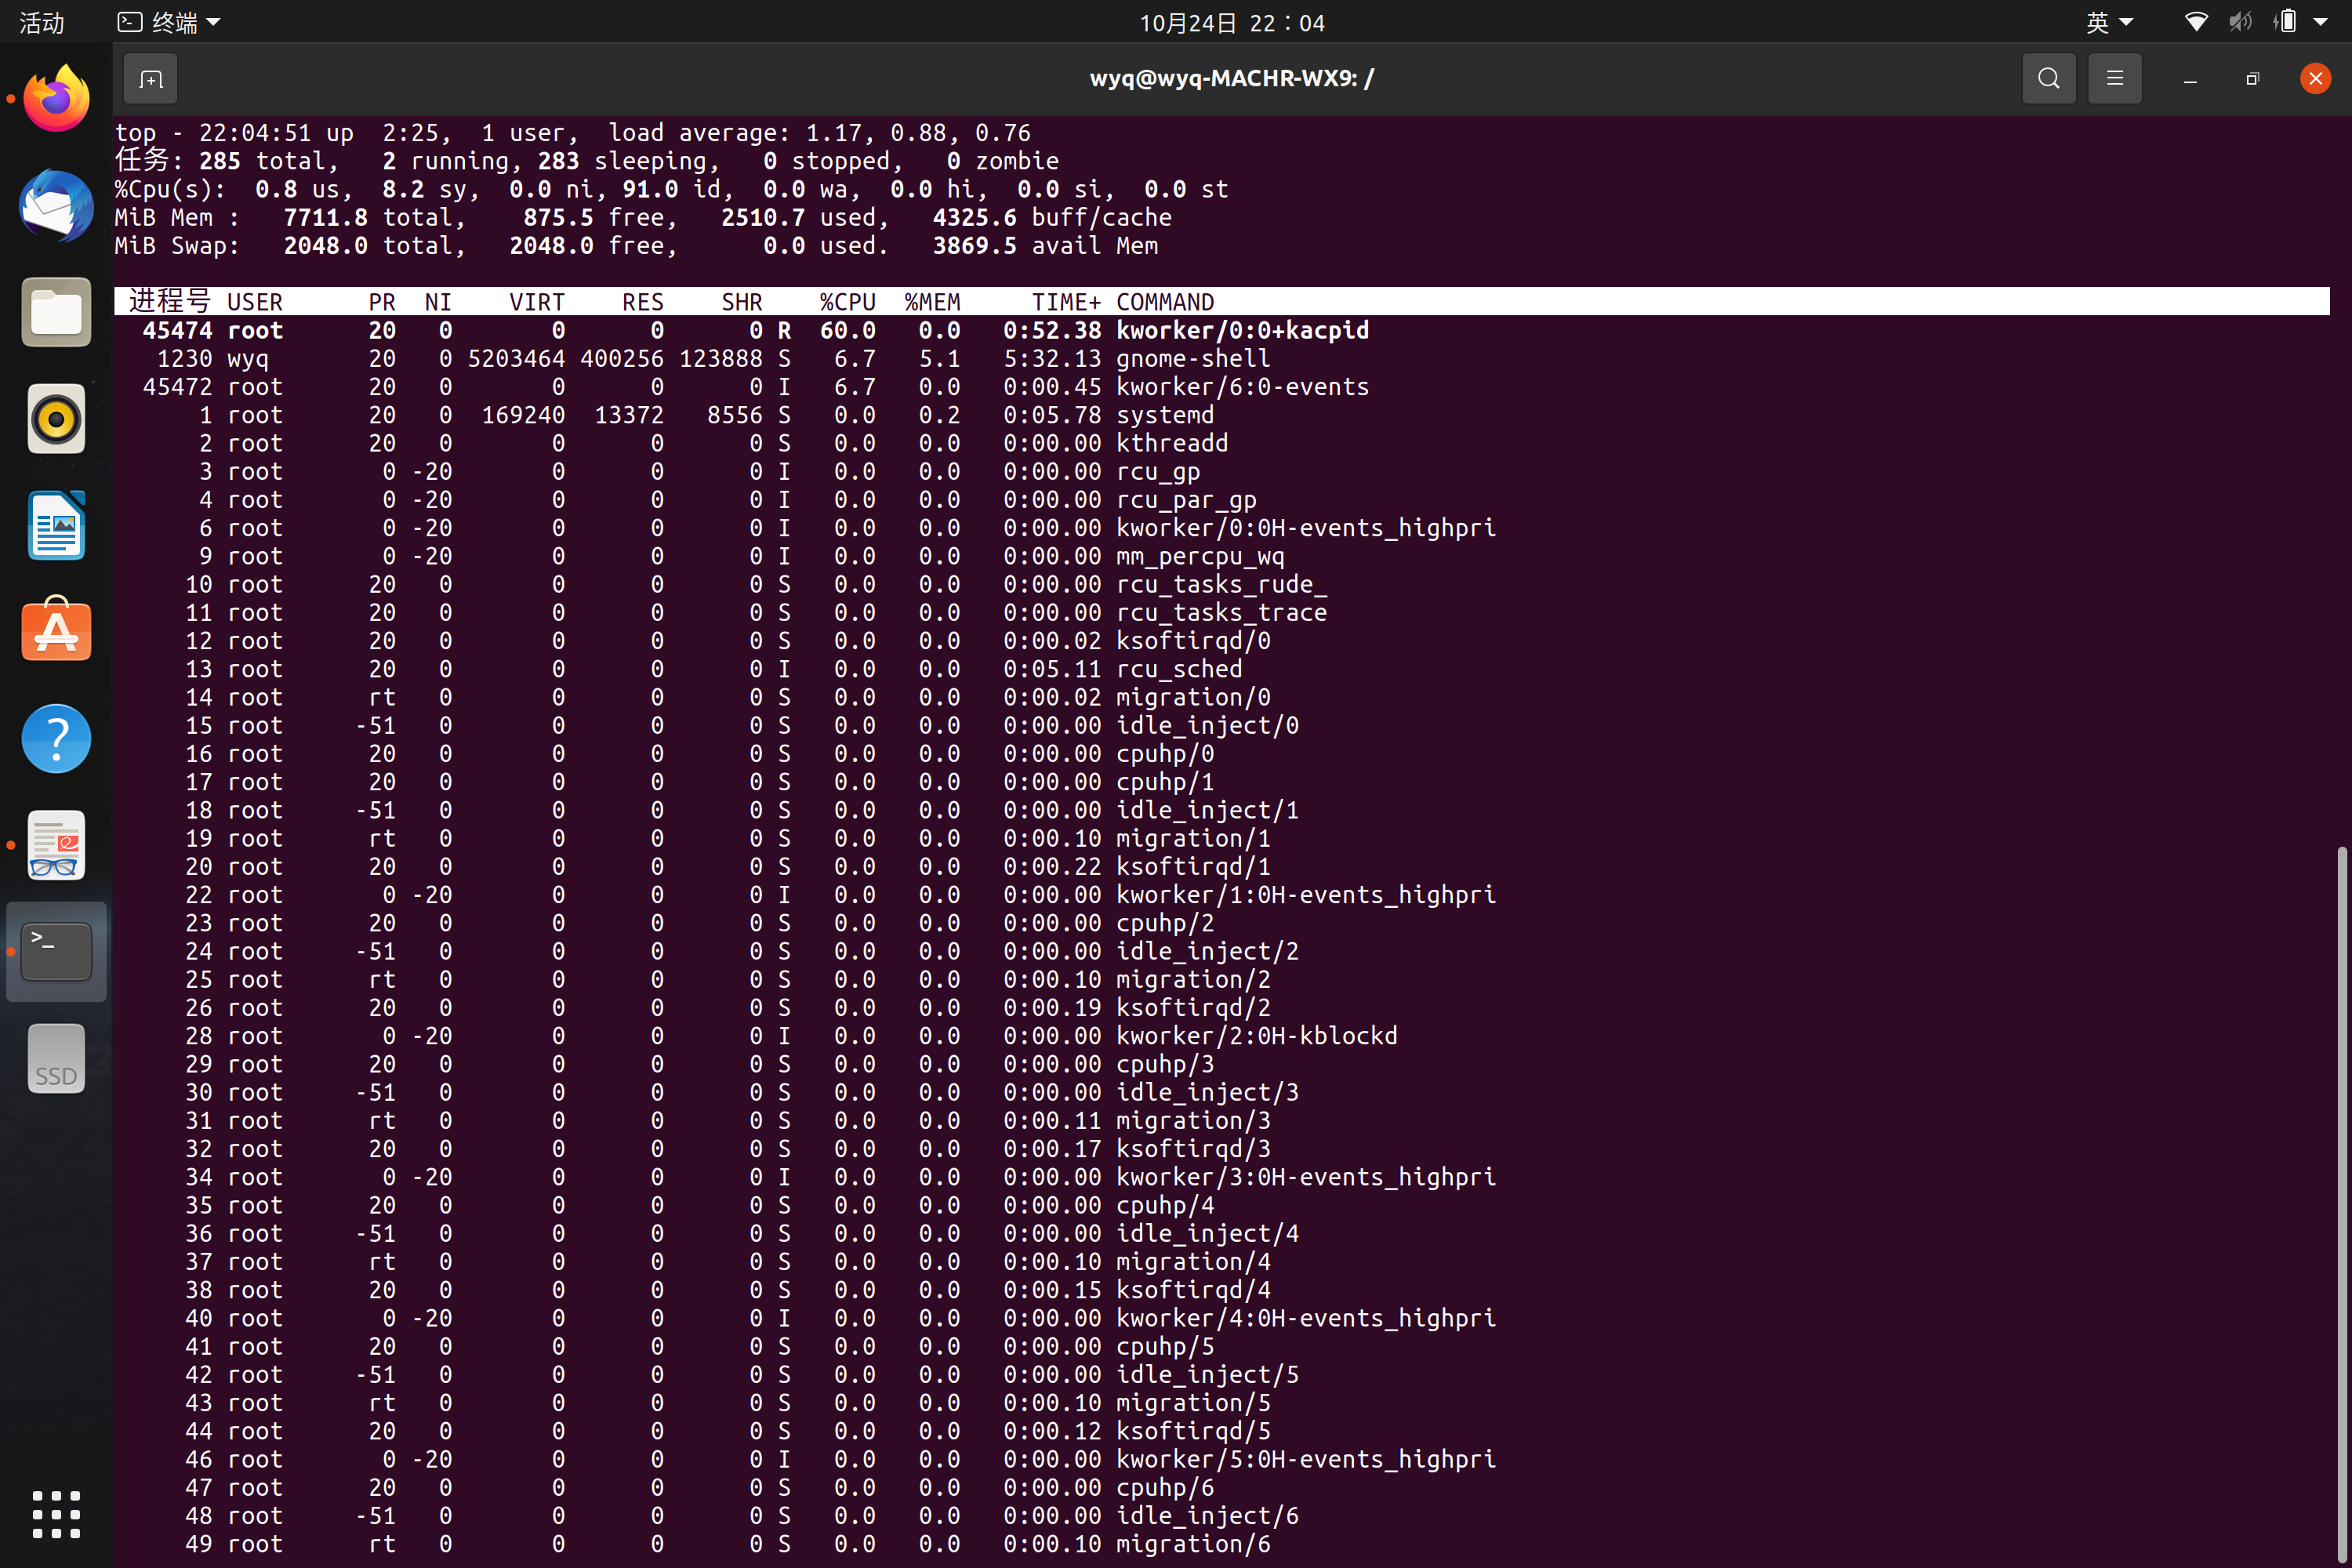 活动 终端 10月24日 22：04 英
wyq@wyq-MACHR-WX9: /
top - 22:04:51 up  2:25,  1 user,  load average: 1.17, 0.88, 0.76
任务: 285 total,   2 running, 283 sleeping,   0 stopped,   0 zombie
%Cpu(s):  0.8 us,  8.2 sy,  0.0 ni, 91.0 id,  0.0 wa,  0.0 hi,  0.0 si,  0.0 st
MiB Mem :   7711.8 total,    875.5 free,   2510.7 used,   4325.6 buff/cache
MiB Swap:   2048.0 total,   2048.0 free,      0.0 used.   3869.5 avail Mem
进程号 USER PR NI VIRT RES SHR %CPU %MEM TIME+ COMMAND
45474 root 20 0 0 0 0 R 60.0 0.0 0:52.38 kworker/0:0+kacpid
1230 wyq 20 0 5203464 400256 123888 S 6.7 5.1 5:32.13 gnome-shell
45472 root 20 0 0 0 0 I 6.7 0.0 0:00.45 kworker/6:0-events
1 root 20 0 169240 13372 8556 S 0.0 0.2 0:05.78 systemd
2 root 20 0 0 0 0 S 0.0 0.0 0:00.00 kthreadd
3 root 0 -20 0 0 0 I 0.0 0.0 0:00.00 rcu_gp
4 root 0 -20 0 0 0 I 0.0 0.0 0:00.00 rcu_par_gp
6 root 0 -20 0 0 0 I 0.0 0.0 0:00.00 kworker/0:0H-events_highpri
9 root 0 -20 0 0 0 I 0.0 0.0 0:00.00 mm_percpu_wq
10 root 20 0 0 0 0 S 0.0 0.0 0:00.00 rcu_tasks_rude_
11 root 20 0 0 0 0 S 0.0 0.0 0:00.00 rcu_tasks_trace
12 root 20 0 0 0 0 S 0.0 0.0 0:00.02 ksoftirqd/0
13 root 20 0 0 0 0 I 0.0 0.0 0:05.11 rcu_sched
14 root rt 0 0 0 0 S 0.0 0.0 0:00.02 migration/0
15 root -51 0 0 0 0 S 0.0 0.0 0:00.00 idle_inject/0
16 root 20 0 0 0 0 S 0.0 0.0 0:00.00 cpuhp/0
17 root 20 0 0 0 0 S 0.0 0.0 0:00.00 cpuhp/1
18 root -51 0 0 0 0 S 0.0 0.0 0:00.00 idle_inject/1
19 root rt 0 0 0 0 S 0.0 0.0 0:00.10 migration/1
20 root 20 0 0 0 0 S 0.0 0.0 0:00.22 ksoftirqd/1
22 root 0 -20 0 0 0 I 0.0 0.0 0:00.00 kworker/1:0H-events_highpri
23 root 20 0 0 0 0 S 0.0 0.0 0:00.00 cpuhp/2
24 root -51 0 0 0 0 S 0.0 0.0 0:00.00 idle_inject/2
25 root rt 0 0 0 0 S 0.0 0.0 0:00.10 migration/2
26 root 20 0 0 0 0 S 0.0 0.0 0:00.19 ksoftirqd/2
28 root 0 -20 0 0 0 I 0.0 0.0 0:00.00 kworker/2:0H-kblockd
29 root 20 0 0 0 0 S 0.0 0.0 0:00.00 cpuhp/3
30 root -51 0 0 0 0 S 0.0 0.0 0:00.00 idle_inject/3
31 root rt 0 0 0 0 S 0.0 0.0 0:00.11 migration/3
32 root 20 0 0 0 0 S 0.0 0.0 0:00.17 ksoftirqd/3
34 root 0 -20 0 0 0 I 0.0 0.0 0:00.00 kworker/3:0H-events_highpri
35 root 20 0 0 0 0 S 0.0 0.0 0:00.00 cpuhp/4
36 root -51 0 0 0 0 S 0.0 0.0 0:00.00 idle_inject/4
37 root rt 0 0 0 0 S 0.0 0.0 0:00.10 migration/4
38 root 20 0 0 0 0 S 0.0 0.0 0:00.15 ksoftirqd/4
40 root 0 -20 0 0 0 I 0.0 0.0 0:00.00 kworker/4:0H-events_highpri
41 root 20 0 0 0 0 S 0.0 0.0 0:00.00 cpuhp/5
42 root -51 0 0 0 0 S 0.0 0.0 0:00.00 idle_inject/5
43 root rt 0 0 0 0 S 0.0 0.0 0:00.10 migration/5
44 root 20 0 0 0 0 S 0.0 0.0 0:00.12 ksoftirqd/5
46 root 0 -20 0 0 0 I 0.0 0.0 0:00.00 kworker/5:0H-events_highpri
47 root 20 0 0 0 0 S 0.0 0.0 0:00.00 cpuhp/6
48 root -51 0 0 0 0 S 0.0 0.0 0:00.00 idle_inject/6
49 root rt 0 0 0 0 S 0.0 0.0 0:00.10 migration/6
SSD